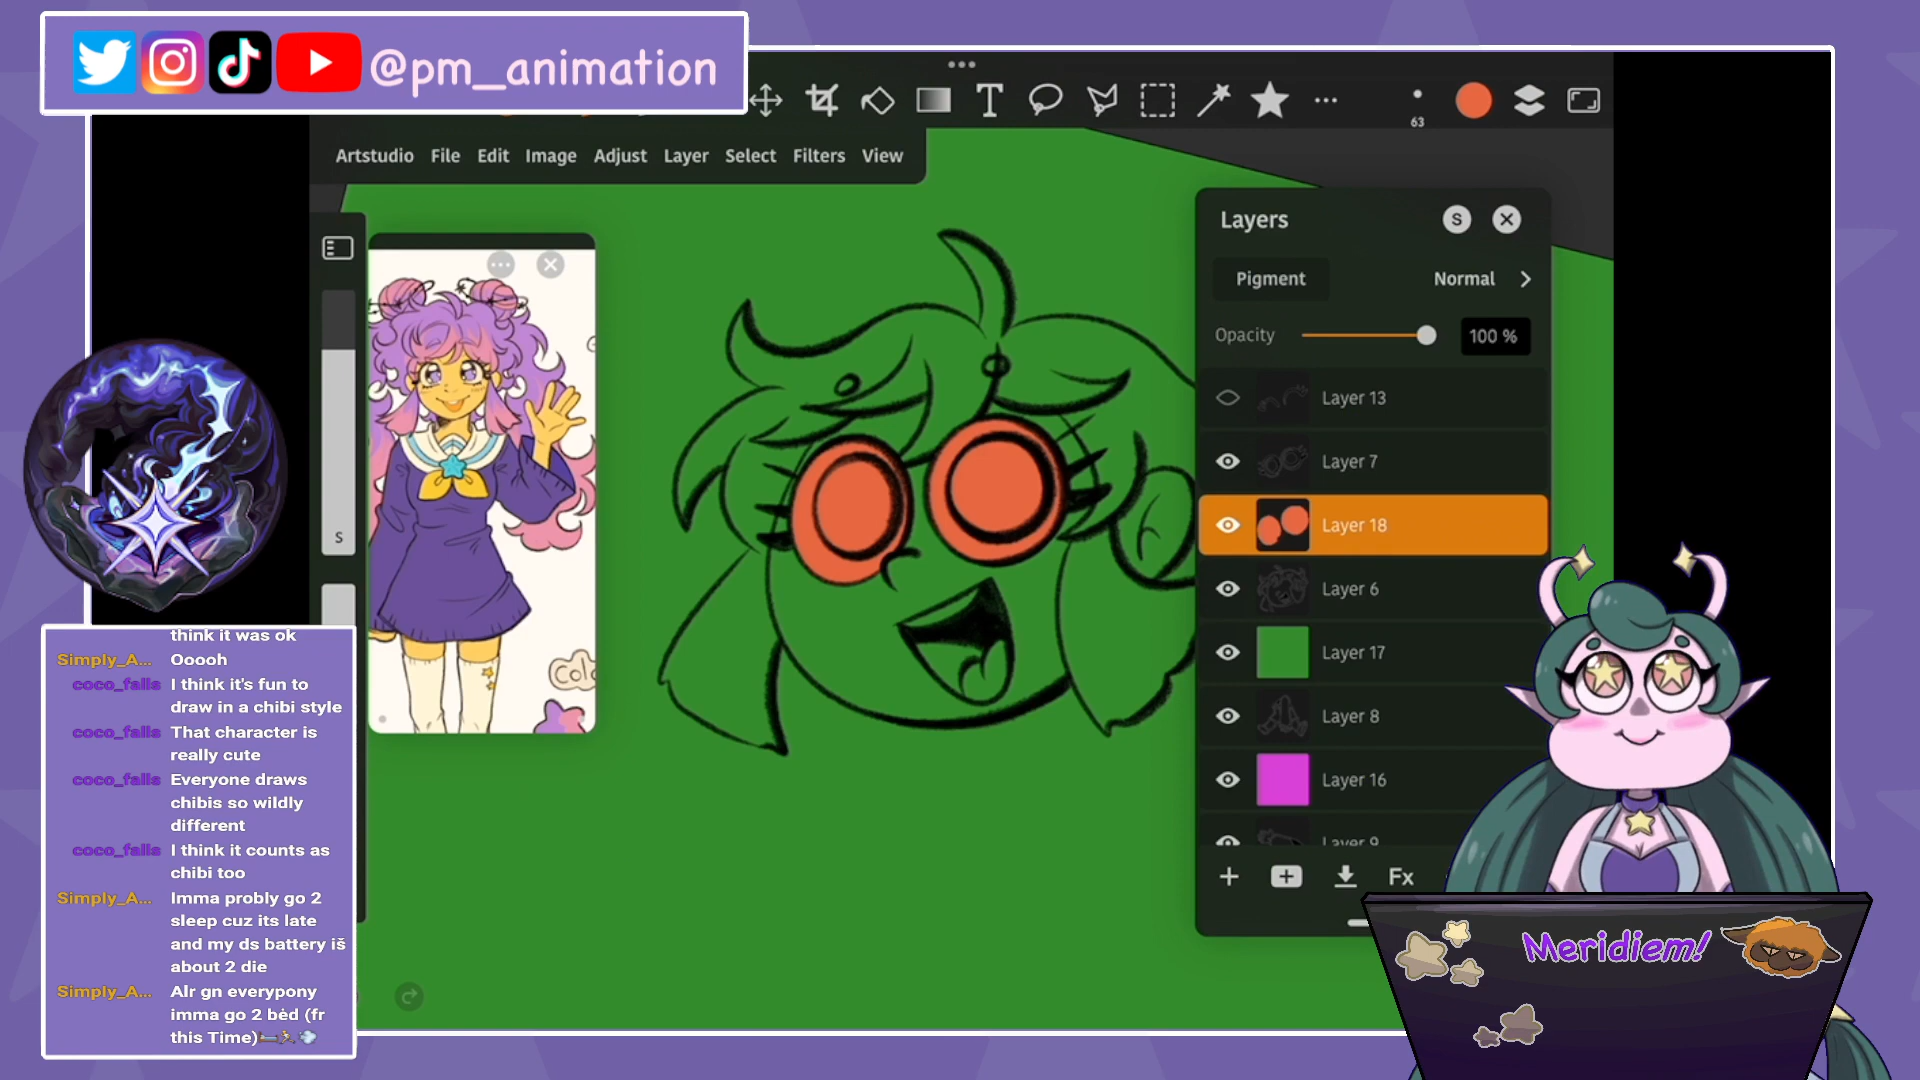 @pm_animation
T
63
Artstudio File Edit Image Adjust Layer Select Filters View
Layers
S
Pigment
Normal
Opacity
100 %
Layer 13
Layer 7
Layer 18
Layer 6
Layer 17
Layer 8
Layer 16
Layer 9
Fx
S
Colo
think it was ok
Simply_A... Ooooh
coco_falls I think it's fun to
draw in a chibi style
coco_falls That character is
really cute
coco_falls Everyone draws
chibis so wildly
different
coco_falls I think it counts as
chibi too
Simply_A... Imma probly go 2
sleep cuz its late
and my ds battery iš
about 2 die
Simply_A... Alr gn everypony
imma go 2 bėd (fr
this Time)
Meridiem!